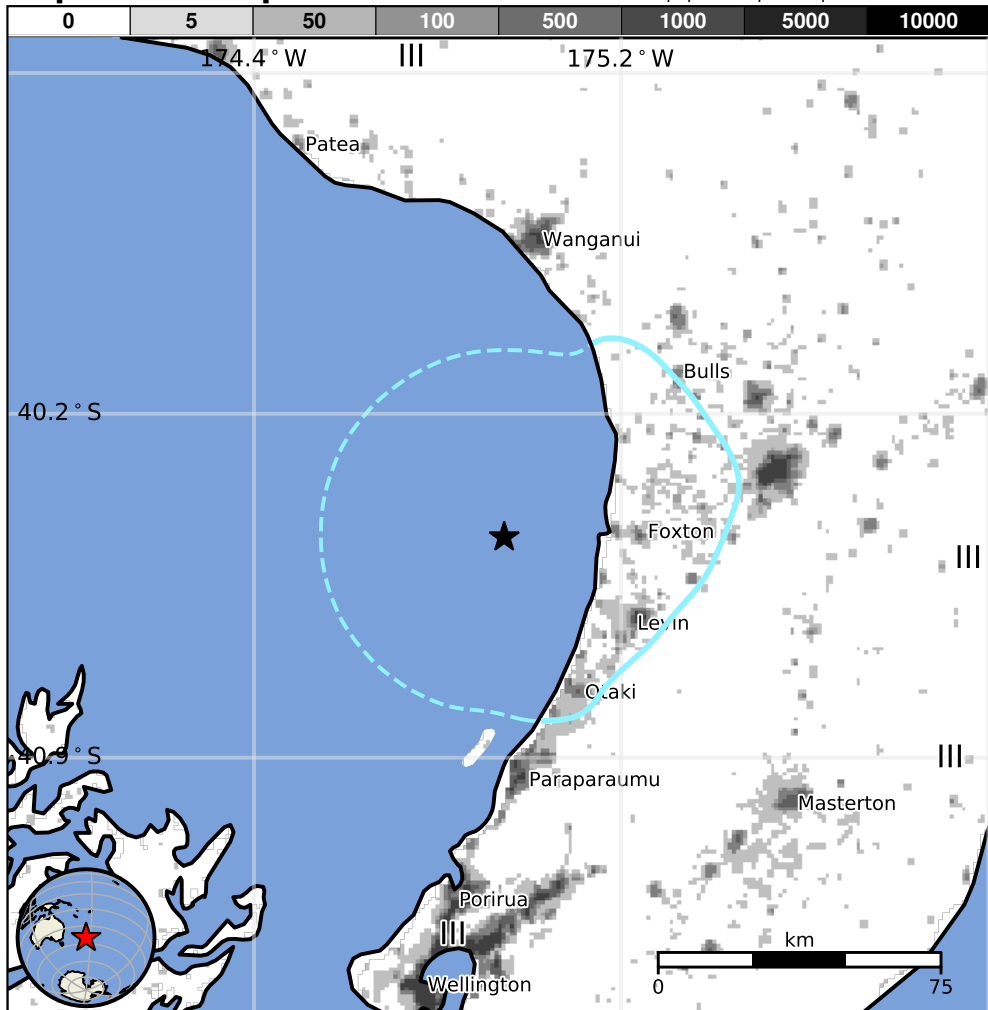 0 5 50 100 500 1000 5000 10000
174.4°W III 175.2°W
Patea
Wanganui
Bulls
40.2°S
Foxton
III
Levin
Otaki
40.9°S III
Paraparaumu
Masterton
Porirua
III
km
Wellington
0 75